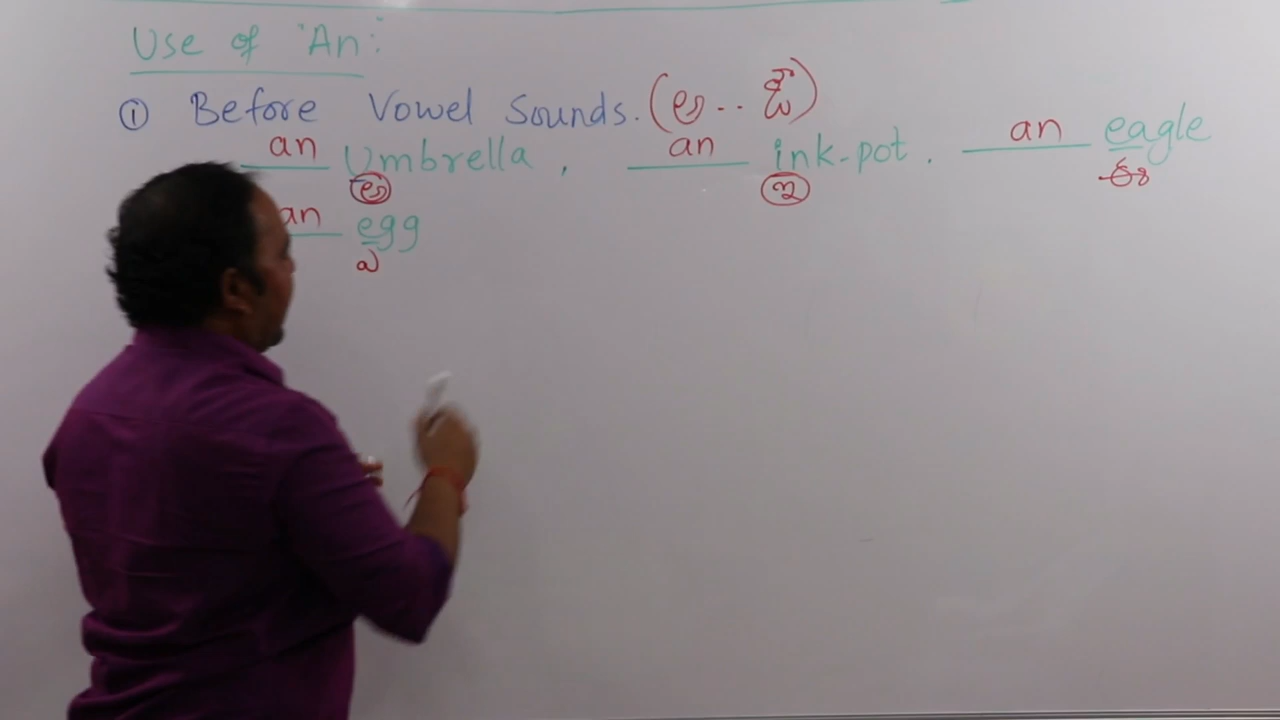 Use of 'An':
① Before Vowel Sounds. (అ.. ఔ)
an Umbrella, an ink-pot. an eagle
అ ఇ ఈ
an egg
ఎ